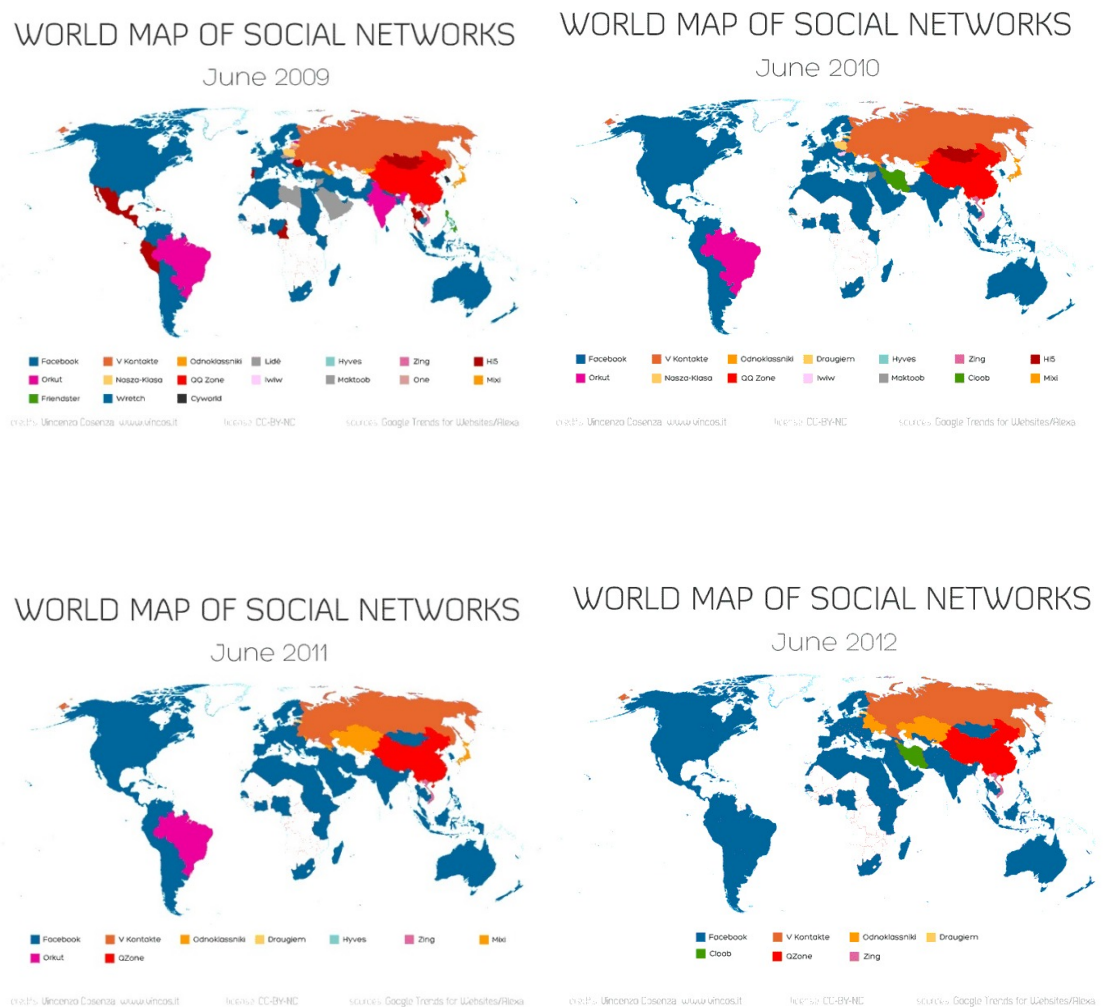 WORLD MAP OF SOCIAL NETWORKS
June 2009
Facebook V Kontakte Odnoklassniki Lidé Hyves Zing Hi5
Orkut Nasza-Klasa QQ Zone Iwiw Maktoob One Mixi
Friendster Wretch Cyworld
credits: Vincenzo Cosenza www.vincos.it license: CC-BY-NC sources: Google Trends for Websites/Alexa
WORLD MAP OF SOCIAL NETWORKS
June 2010
Facebook V Kontakte Odnoklassniki Draugiem Hyves Zing Hi5
Orkut Nasza-Klasa QQ Zone Iwiw Maktoob Cloob Mixi
credits: Vincenzo Cosenza www.vincos.it license: CC-BY-NC sources: Google Trends for Websites/Alexa
WORLD MAP OF SOCIAL NETWORKS
June 2011
Facebook V Kontakte Odnoklassniki Draugiem Hyves Zing Mixi
Orkut QZone
credits: Vincenzo Cosenza www.vincos.it license: CC-BY-NC sources: Google Trends for Websites/Alexa
WORLD MAP OF SOCIAL NETWORKS
June 2012
Facebook V Kontakte Odnoklassniki Draugiem
Cloob QZone Zing
credits: Vincenzo Cosenza www.vincos.it license: CC-BY-NC sources: Google Trends for Websites/Alexa